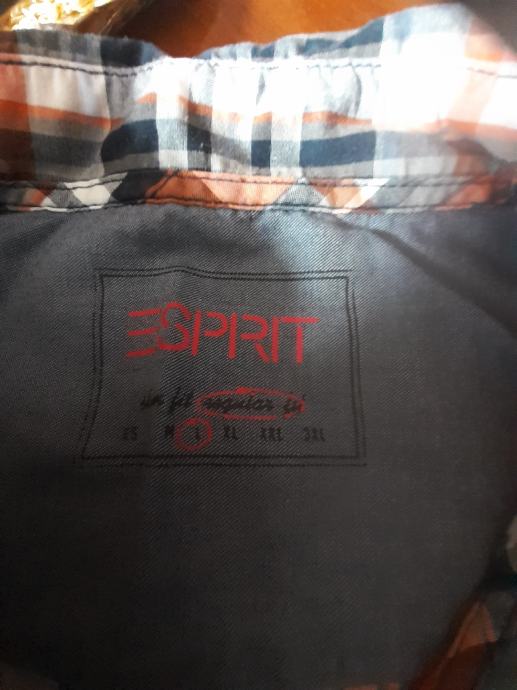 ESPRIT
slim fit regular fit
XS M L XL XXL 3XL